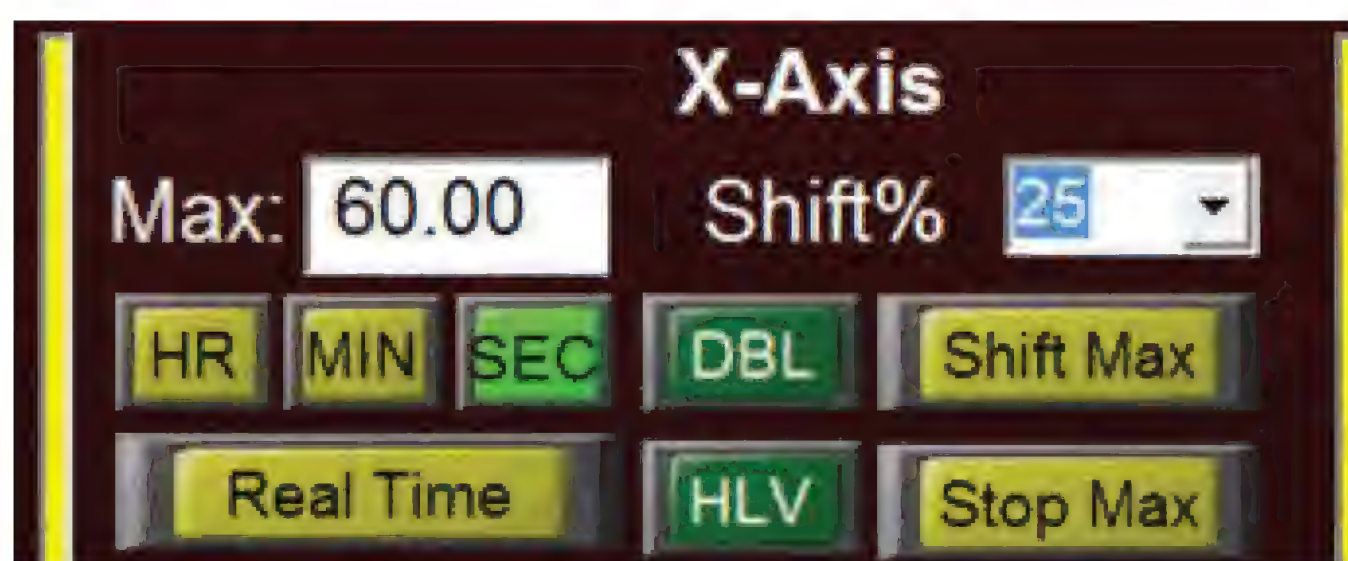 X-Axis
Max: 60.00 Shift% 25
HR MIN SEC DBL Shift Max
Real Time HLV Stop Max